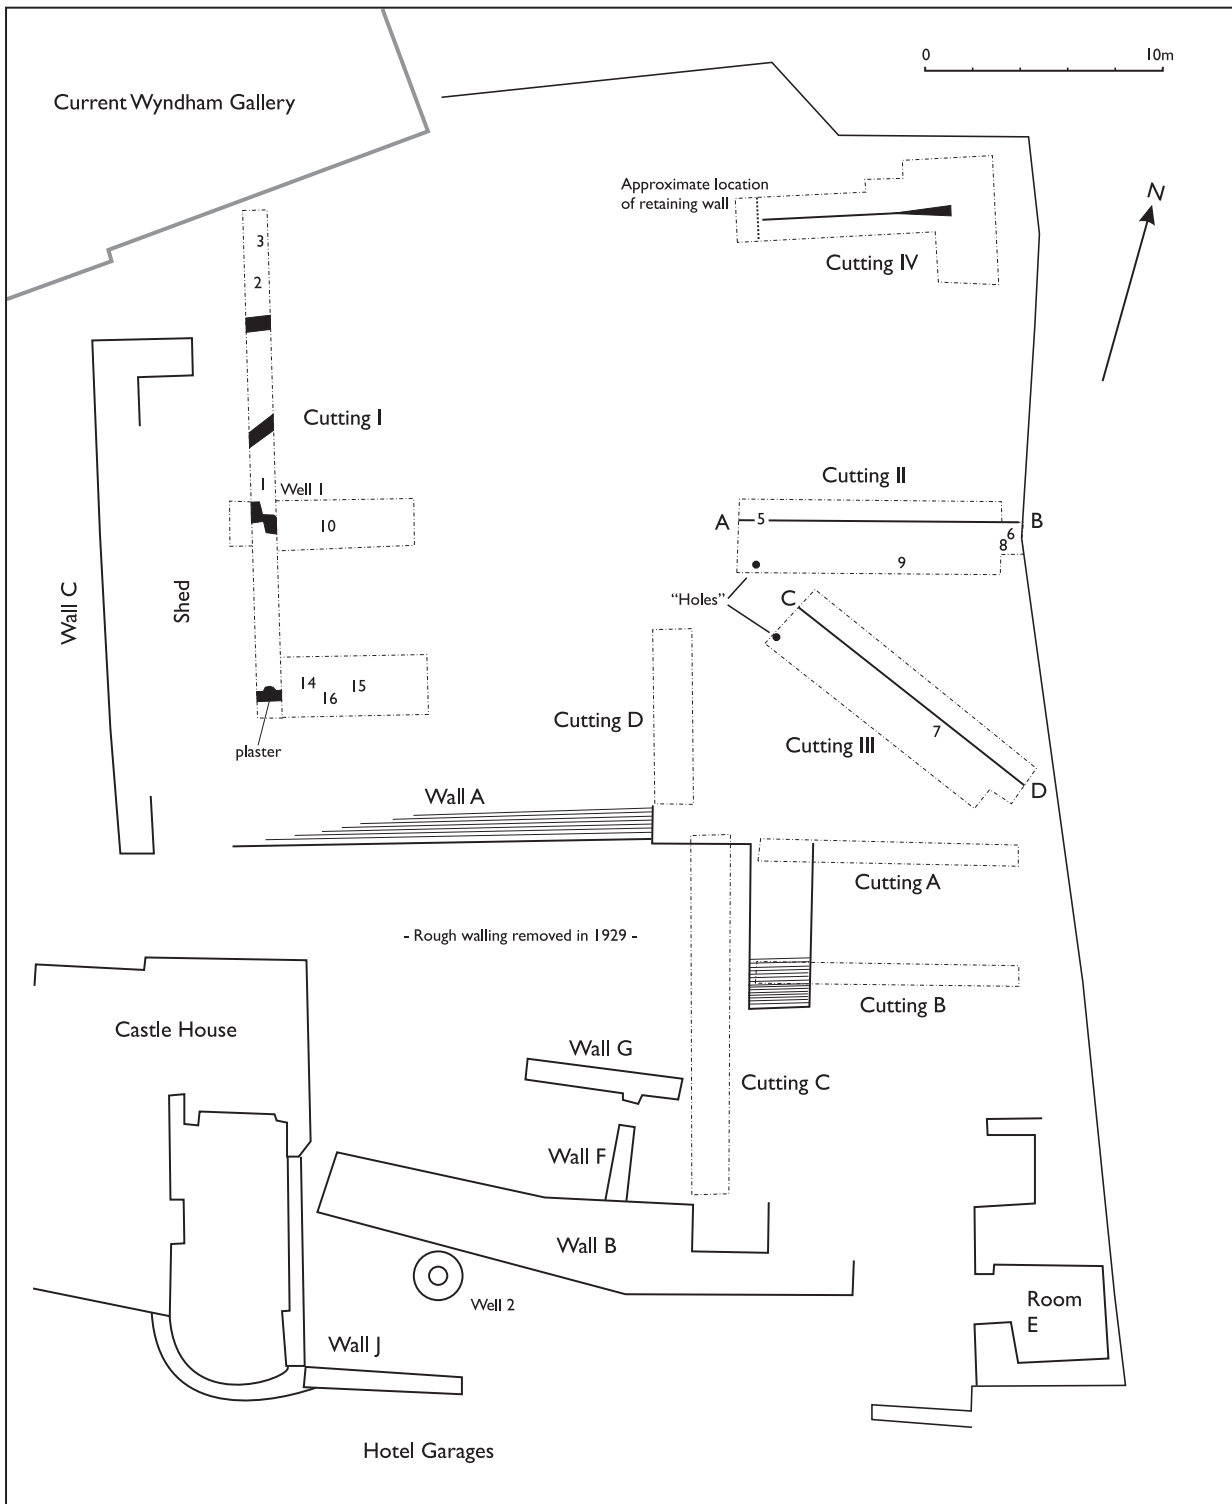 0 10m
Current Wyndham Gallery
N
Approximate location
of retaining wall
3
Cutting IV
2
Cutting I
Cutting II
1
Well 1
A
5
B
10
6
8
9
"Holes"
C
Wall C
Shed
14
15
16
Cutting D
7
Cutting III
plaster
D
Wall A
Cutting A
- Rough walling removed in 1929 -
Cutting B
Castle House
Wall G
Cutting C
Wall F
Wall B
Well 2
Room
E
Wall J
Hotel Garages